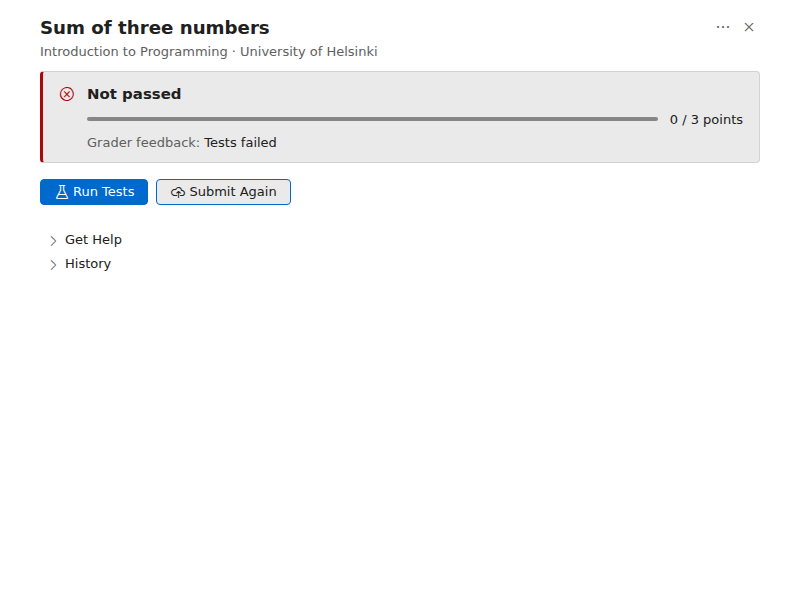 Sum of three numbers
Introduction to Programming · University of Helsinki
Not passed
0 / 3 points
Grader feedback: Tests failed
Run Tests
Submit Again
Get Help
History